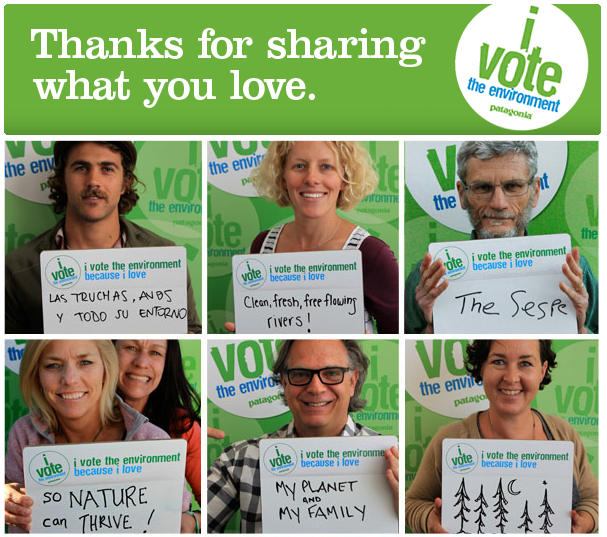 Thanks for sharing
what you love.
i
vote
the environment
patagonia
i vote the environment
because i love
LAS TRUCHAS, AVES
Y TODO SU ENTORNO
i vote the environment
because i love
Clean, fresh, free flowing
rivers!
i vote the environment
because i love
The Sespe
i vote the environment
because i love
SO NATURE
can THRIVE!
i vote the environment
because i love
MY PLANET
AND
MY FAMILY
i vote the environment
because i love